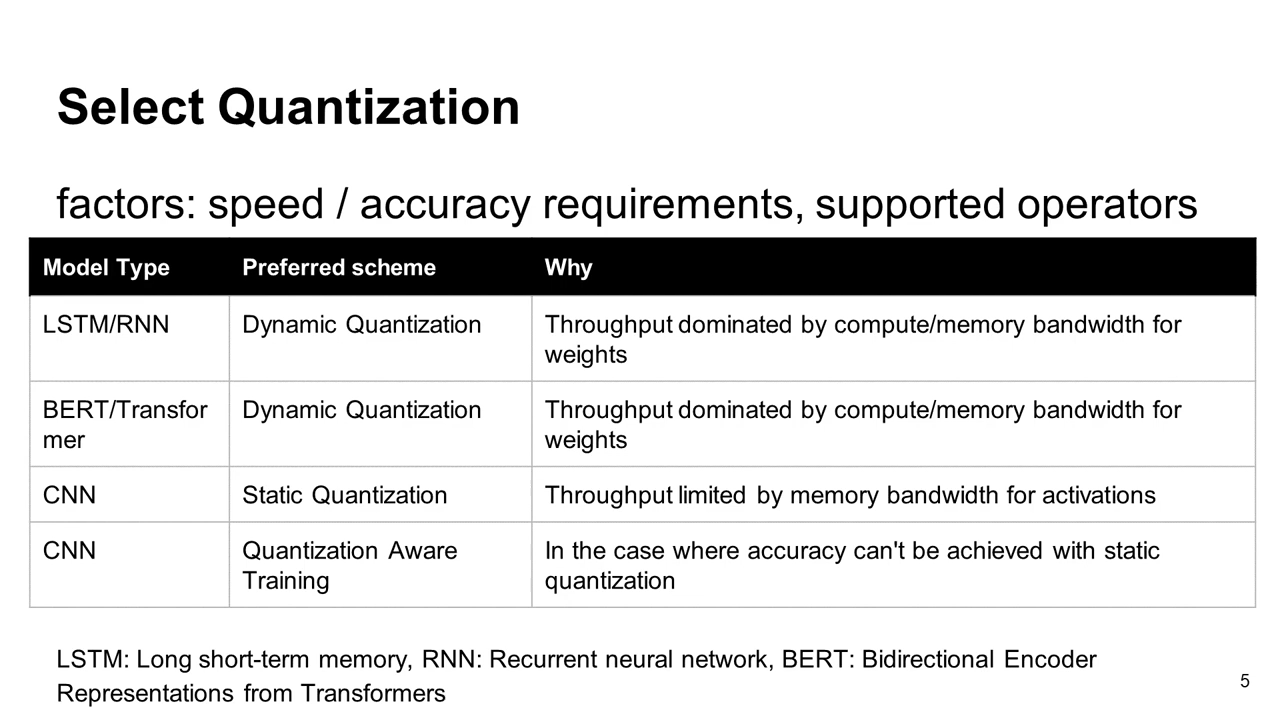 Select Quantization
factors: speed / accuracy requirements, supported operators
Model Type Preferred scheme Why
LSTM/RNN Dynamic Quantization Throughput dominated by compute/memory bandwidth for
weights
BERT/Transfor
mer
Dynamic Quantization Throughput dominated by compute/memory bandwidth for
weights
CNN Static Quantization Throughput limited by memory bandwidth for activations
CNN Quantization Aware
Training
In the case where accuracy can't be achieved with static
quantization
LSTM: Long short-term memory, RNN: Recurrent neural network, BERT: Bidirectional Encoder
Representations from Transformers
5